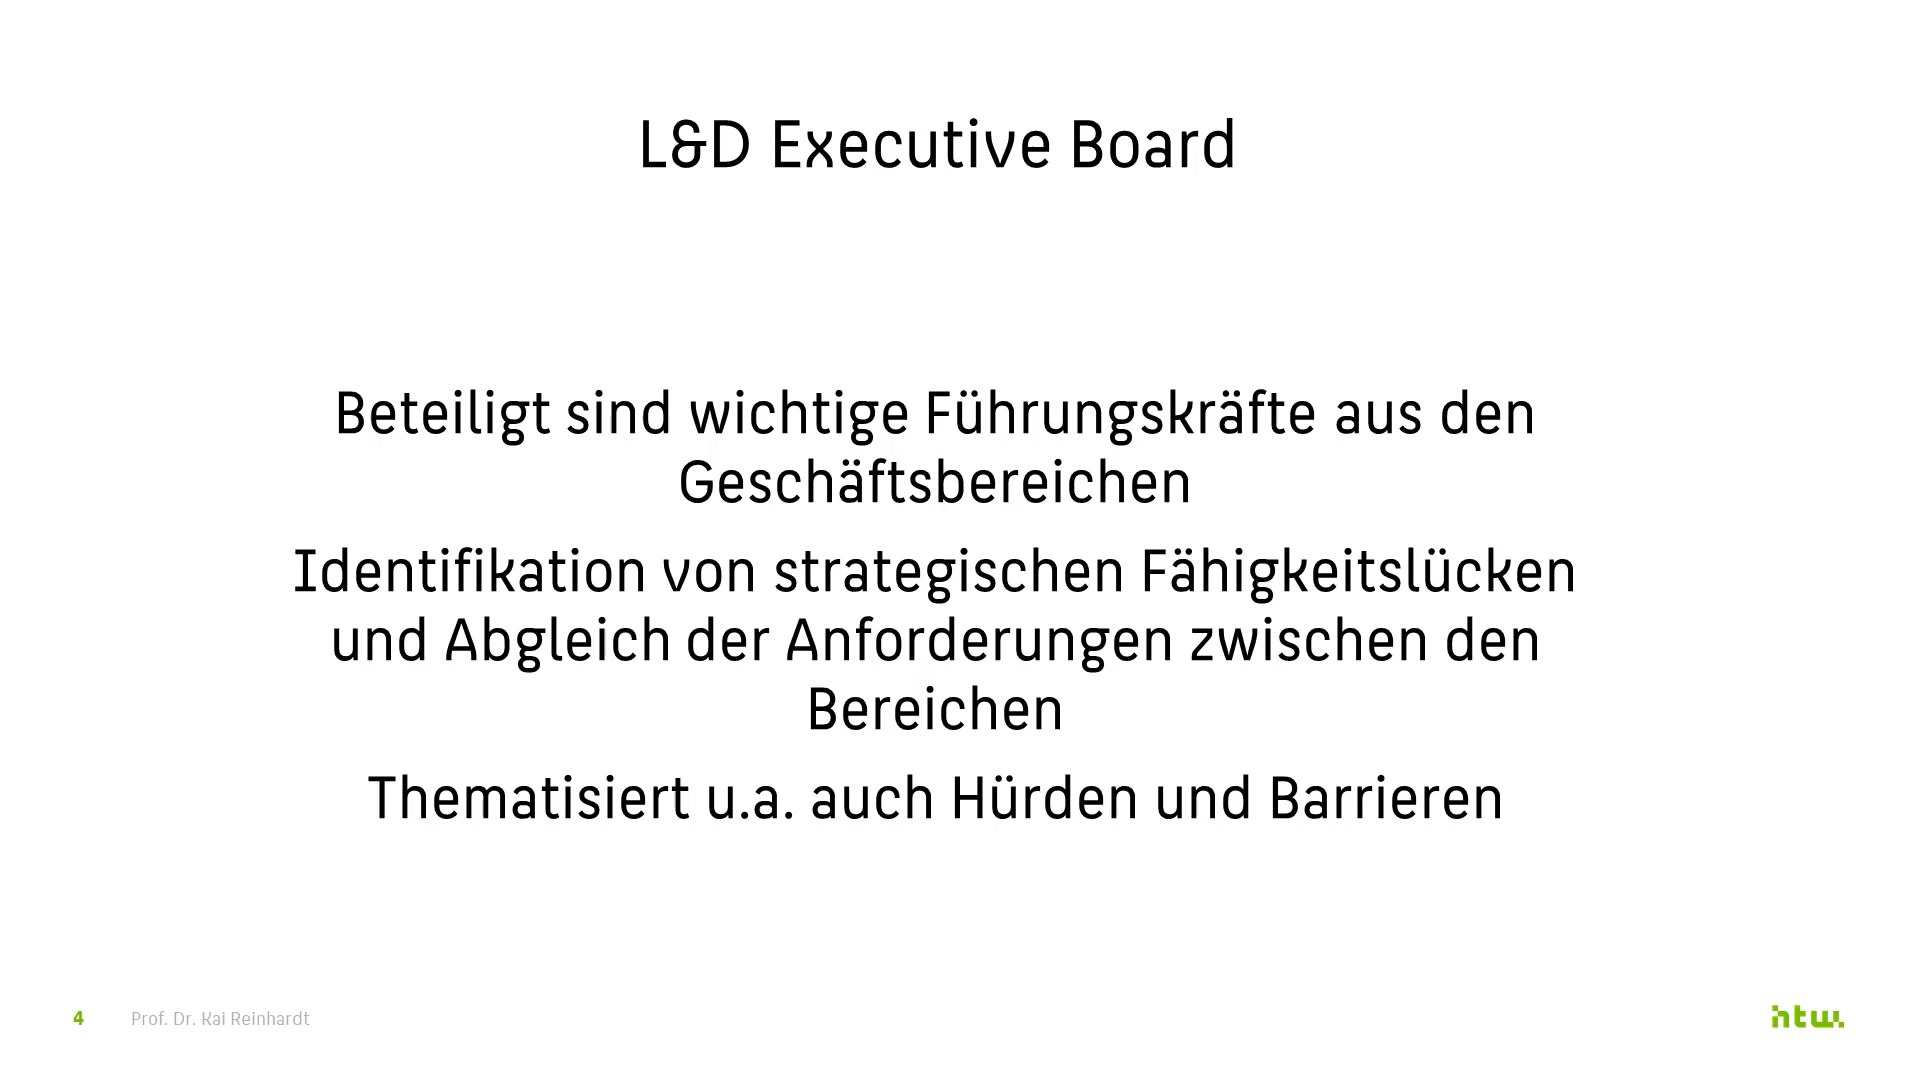 L&D Executive Board
Beteiligt sind wichtige Führungskräfte aus den
Geschäftsbereichen
Identifikation von strategischen Fähigkeitslücken
und Abgleich der Anforderungen zwischen den
Bereichen
Thematisiert u.a. auch Hürden und Barrieren
4 Prof. Dr. Kai Reinhardt
htw.